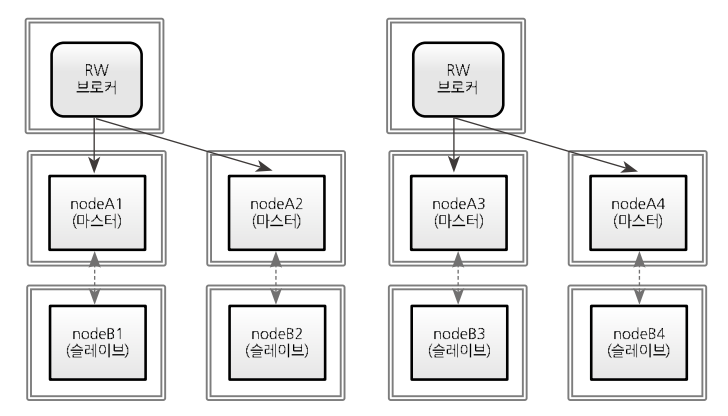 RW
브로커
RW
브로커
nodeA1
(마스터)
nodeA2
(마스터)
nodeA3
(마스터)
nodeA4
(마스터)
nodeB1
(슬레이브)
nodeB2
(슬레이브)
nodeB3
(슬레이브)
nodeB4
(슬레이브)